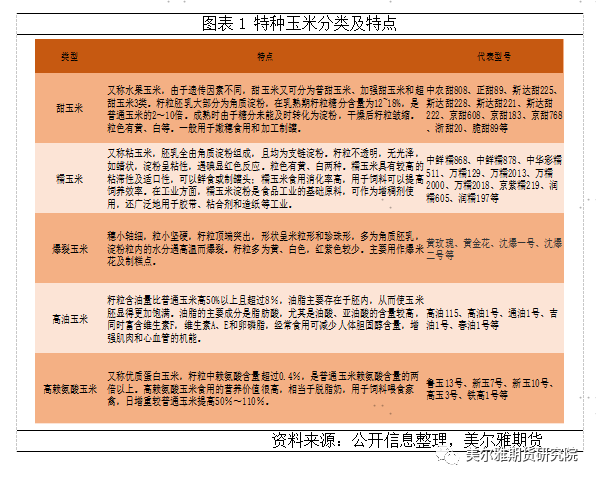 图表 1 特种玉米分类及特点
类型
特点
代表型号
甜玉米
又称水果玉米，由于遗传因素不同，甜玉米又可分为普甜玉米、加强甜玉米和超
甜玉米3类。籽粒胚乳大部分为角质淀粉，在乳熟期籽粒糖分含量为12~18%，是
普通玉米的2～10倍。成熟时由于糖分未能及时转化为淀粉，干燥后籽粒皱缩。
粒色有黄、白等。一般用于嫩穗食用和加工制罐。
中农甜808、正甜89、斯达甜225、
斯达甜228、斯达甜221、斯达甜
222、京甜608、京甜183、京甜768
、浙甜20、脆甜89等
糯玉米
又称粘玉米，胚乳全由角质淀粉组成，且均为支链淀粉。籽粒不透明，无光泽，
如蜡状，淀粉呈粘性，遇碘显红色反应。粒色有黄、白两种。糯玉米具有较高的
粘滞性及适口性，可以鲜食或制罐头；糯玉米食用消化率高，用于饲料可以提高
饲养效率。在工业方面，糯玉米淀粉是食品工业的基础原料，可作为增稠剂使
用，还广泛地用于胶带、粘合剂和造纸等工业。
中鲜糯868、中鲜糯878、中华彩糯
511、万糯129、万糯2013、万糯
2000、万糯2018、京紫糯219、润
糯605、润糯197等
爆裂玉米
穗小轴细，粒小坚硬，籽粒顶端突出，形状呈米粒形和珍珠形，多为角质胚乳，
淀粉粒内的水分遇高温而爆裂。籽粒多为黄、白色，红紫色较少。主要用作爆米
花及制糕点。
黄玫瑰、黄金花、沈爆一号、沈爆
二号等
高油玉米
籽粒含油量比普通玉米高50%以上且超过8%，油脂主要存在于胚内，从而使玉米
胚显得更加饱满。油脂的主要成分是脂肪酸，尤其是油酸、亚油酸的含量较高，
同时富含维生素F，维生素A、E和卵磷脂，经常食用可减少人体胆固醇含量，增
强肌肉和心血管的机能。
高油115、高油1号、通油1号、吉
油1号、春油1号等
高赖氨酸玉米
又称优质蛋白玉米，籽粒中赖氨酸含量超过0.4%，是普通玉米赖氨酸含量的两
倍以上。高赖氨酸玉米食用的营养价值很高，相当于脱脂奶，用于饲料喂食家
禽，日增重较普通玉米提高50%～110%。
鲁玉13号、新玉7号、新玉10号、
高玉3号、铁高1号等
资料来源：公开信息整理，美尔雅期货
美尔雅期货研究院